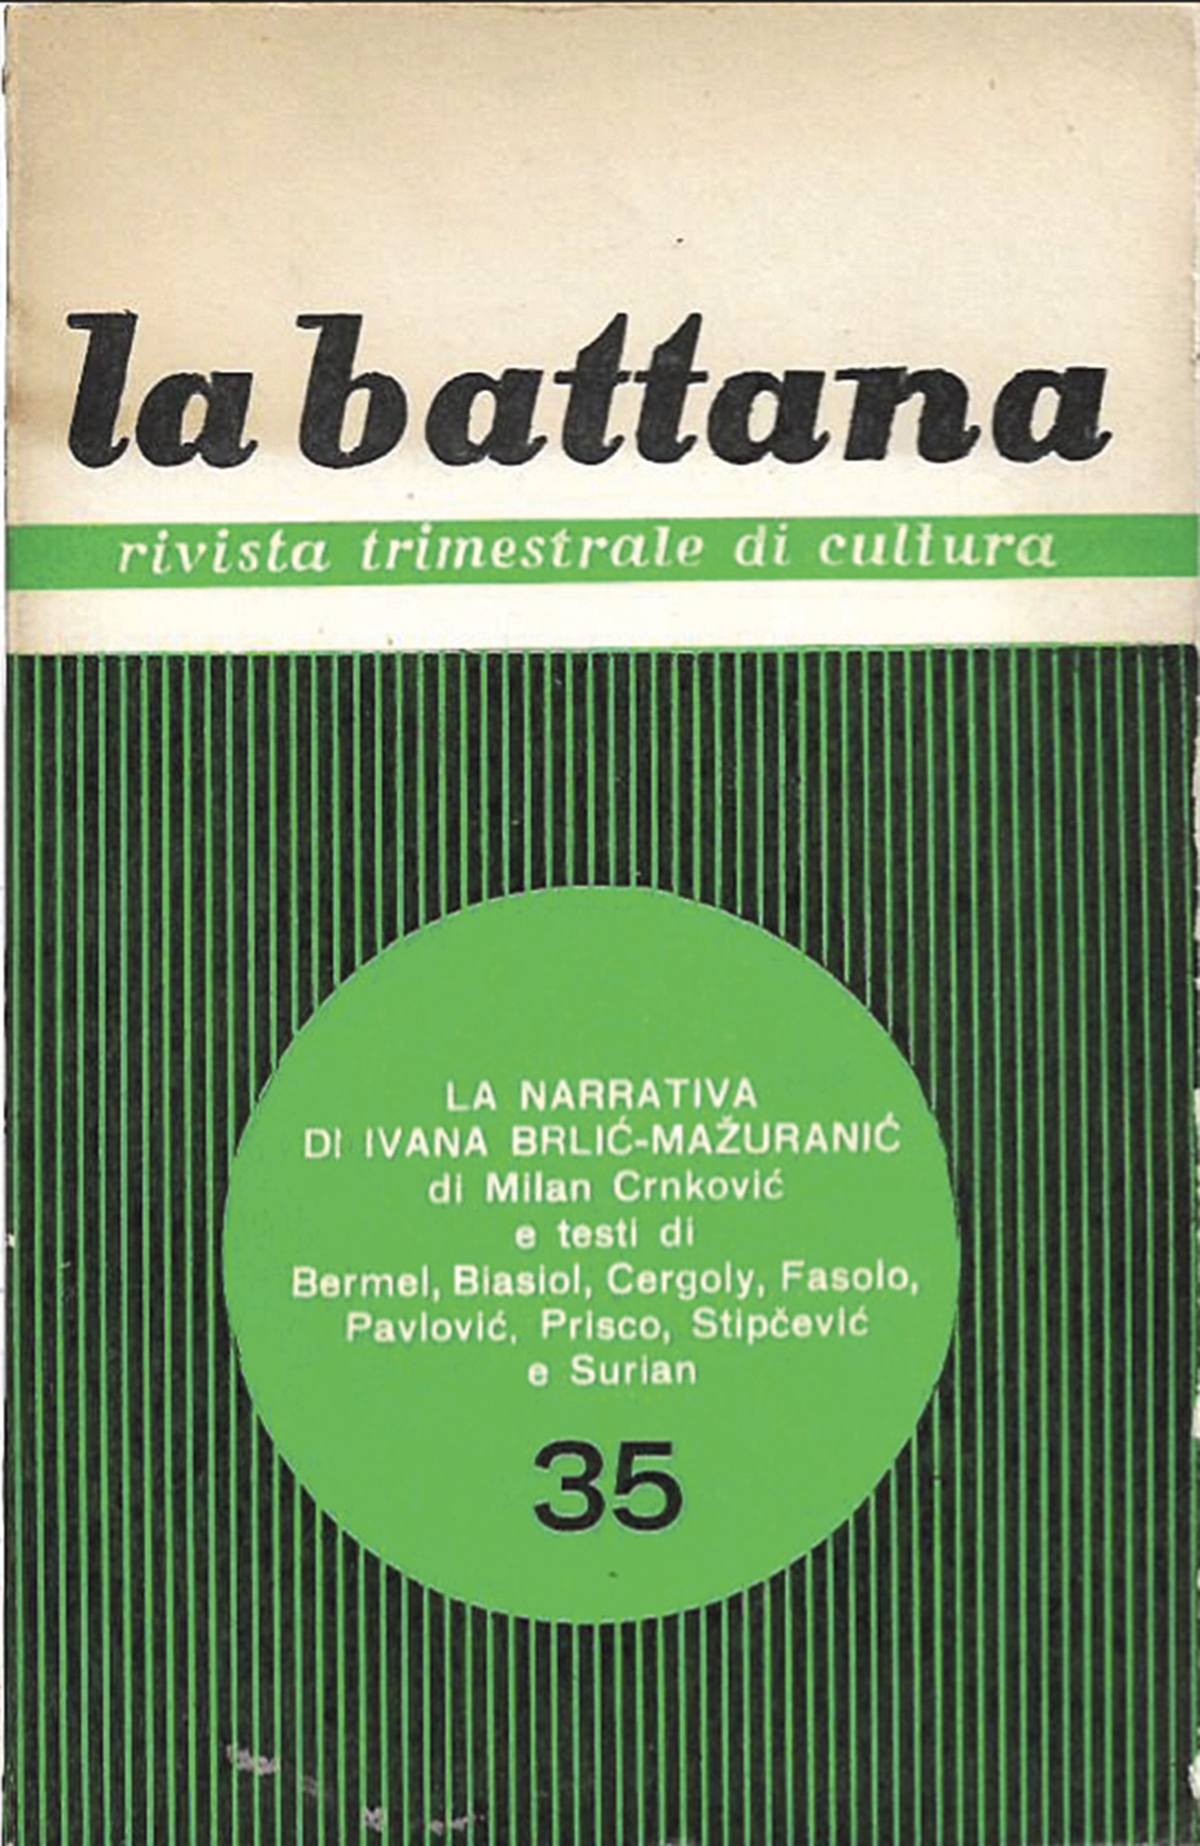 la battana
rivista trimestrale di cultura
LA NARRATIVA
DI IVANA BRLIĆ-MAŽURANIĆ
di Milan Crnković
e testi di
Bermel, Biasiol, Cergoly, Fasolo,
Pavlović, Prisco, Stipčević
e Surian
35